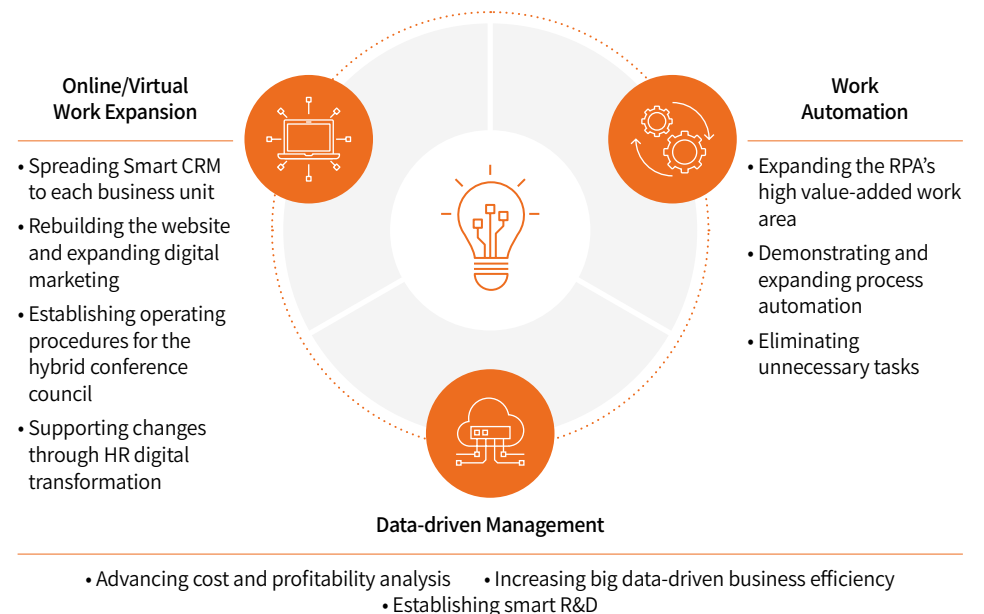 Online/Virtual
Work Expansion
• Spreading Smart CRM
to each business unit
• Rebuilding the website
and expanding digital
marketing
• Establishing operating
procedures for the
hybrid conference
council
• Supporting changes
through HR digital
transformation
Work
Automation
• Expanding the RPA’s
high value-added work
area
• Demonstrating and
expanding process
automation
• Eliminating
unnecessary tasks
Data-driven Management
• Advancing cost and profitability analysis • Increasing big data-driven business efficiency
• Establishing smart R&D